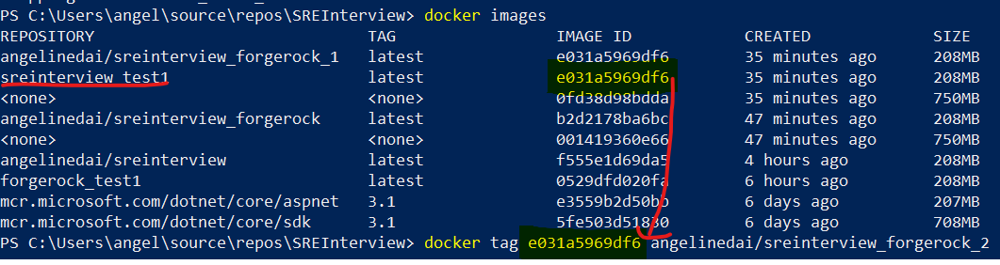 PS C:\Users\angel\source\repos\SREInterview> docker images
REPOSITORY TAG IMAGE ID CREATED SIZE
angelinedai/sreinterview_forgerock_1 latest e031a5969df6 35 minutes ago 208MB
sreinterview_test1 latest e031a5969df6 35 minutes ago 208MB
<none> <none> 0fd38d98bdda 35 minutes ago 750MB
angelinedai/sreinterview_forgerock latest b2d2178ba6bc 47 minutes ago 208MB
<none> <none> 001419360e66 47 minutes ago 750MB
angelinedai/sreinterview latest f555e1d69da5 4 hours ago 208MB
forgerock_test1 latest 0529dfd020fa 6 hours ago 208MB
mcr.microsoft.com/dotnet/core/aspnet 3.1 e3559b2d50bb 6 days ago 207MB
mcr.microsoft.com/dotnet/core/sdk 3.1 5fe503d51830 6 days ago 708MB
PS C:\Users\angel\source\repos\SREInterview> docker tag e031a5969df6 angelinedai/sreinterview_forgerock_2